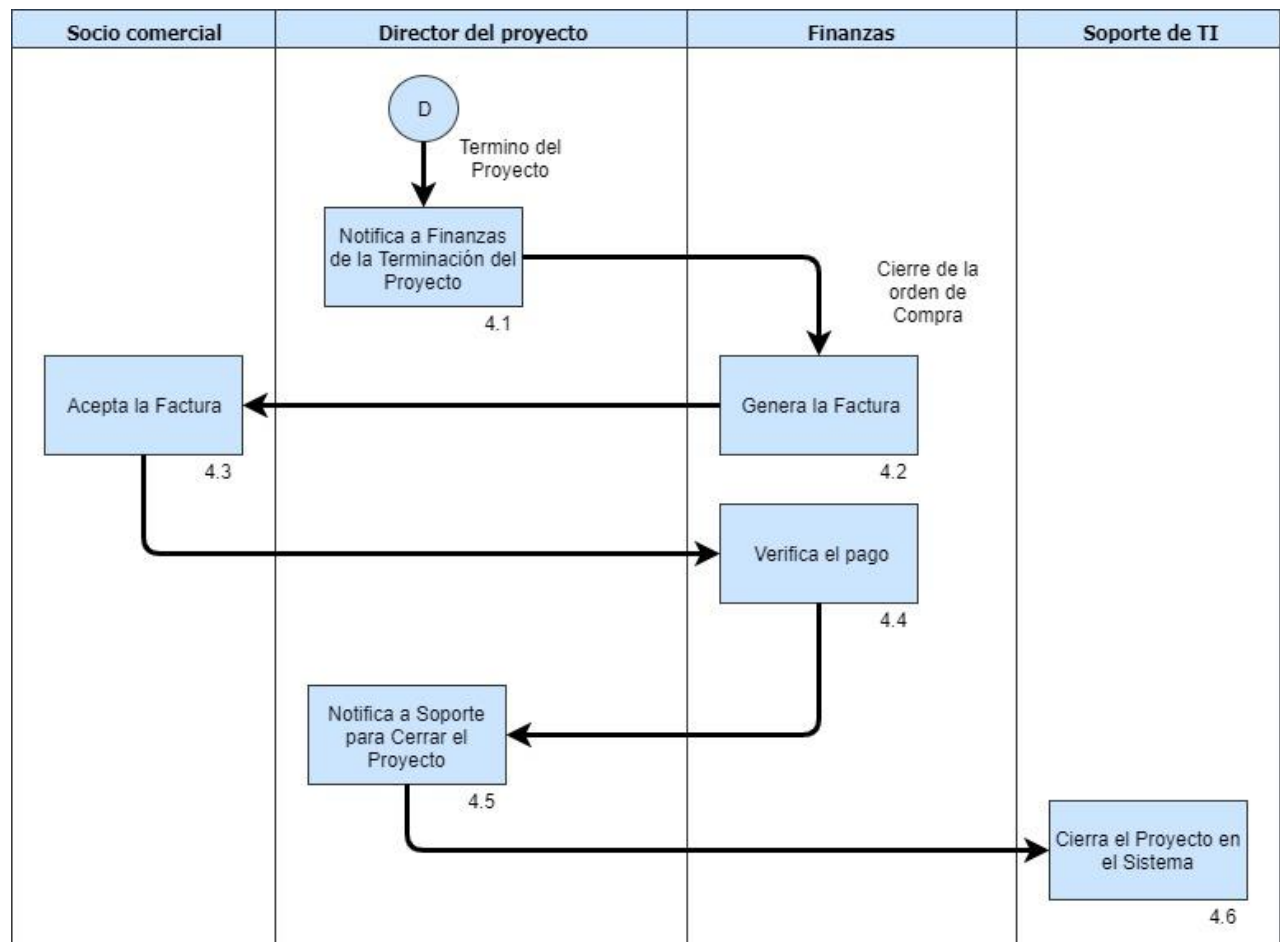 Socio comercial
Director del proyecto
Finanzas
Soporte de TI
D
Termino del
Proyecto
Notifica a Finanzas
de la Terminación del
Proyecto
4.1
Cierre de la
orden de
Compra
Acepta la Factura
4.3
Genera la Factura
4.2
Verifica el pago
4.4
Notifica a Soporte
para Cerrar el
Proyecto
4.5
Cierra el Proyecto en
el Sistema
4.6